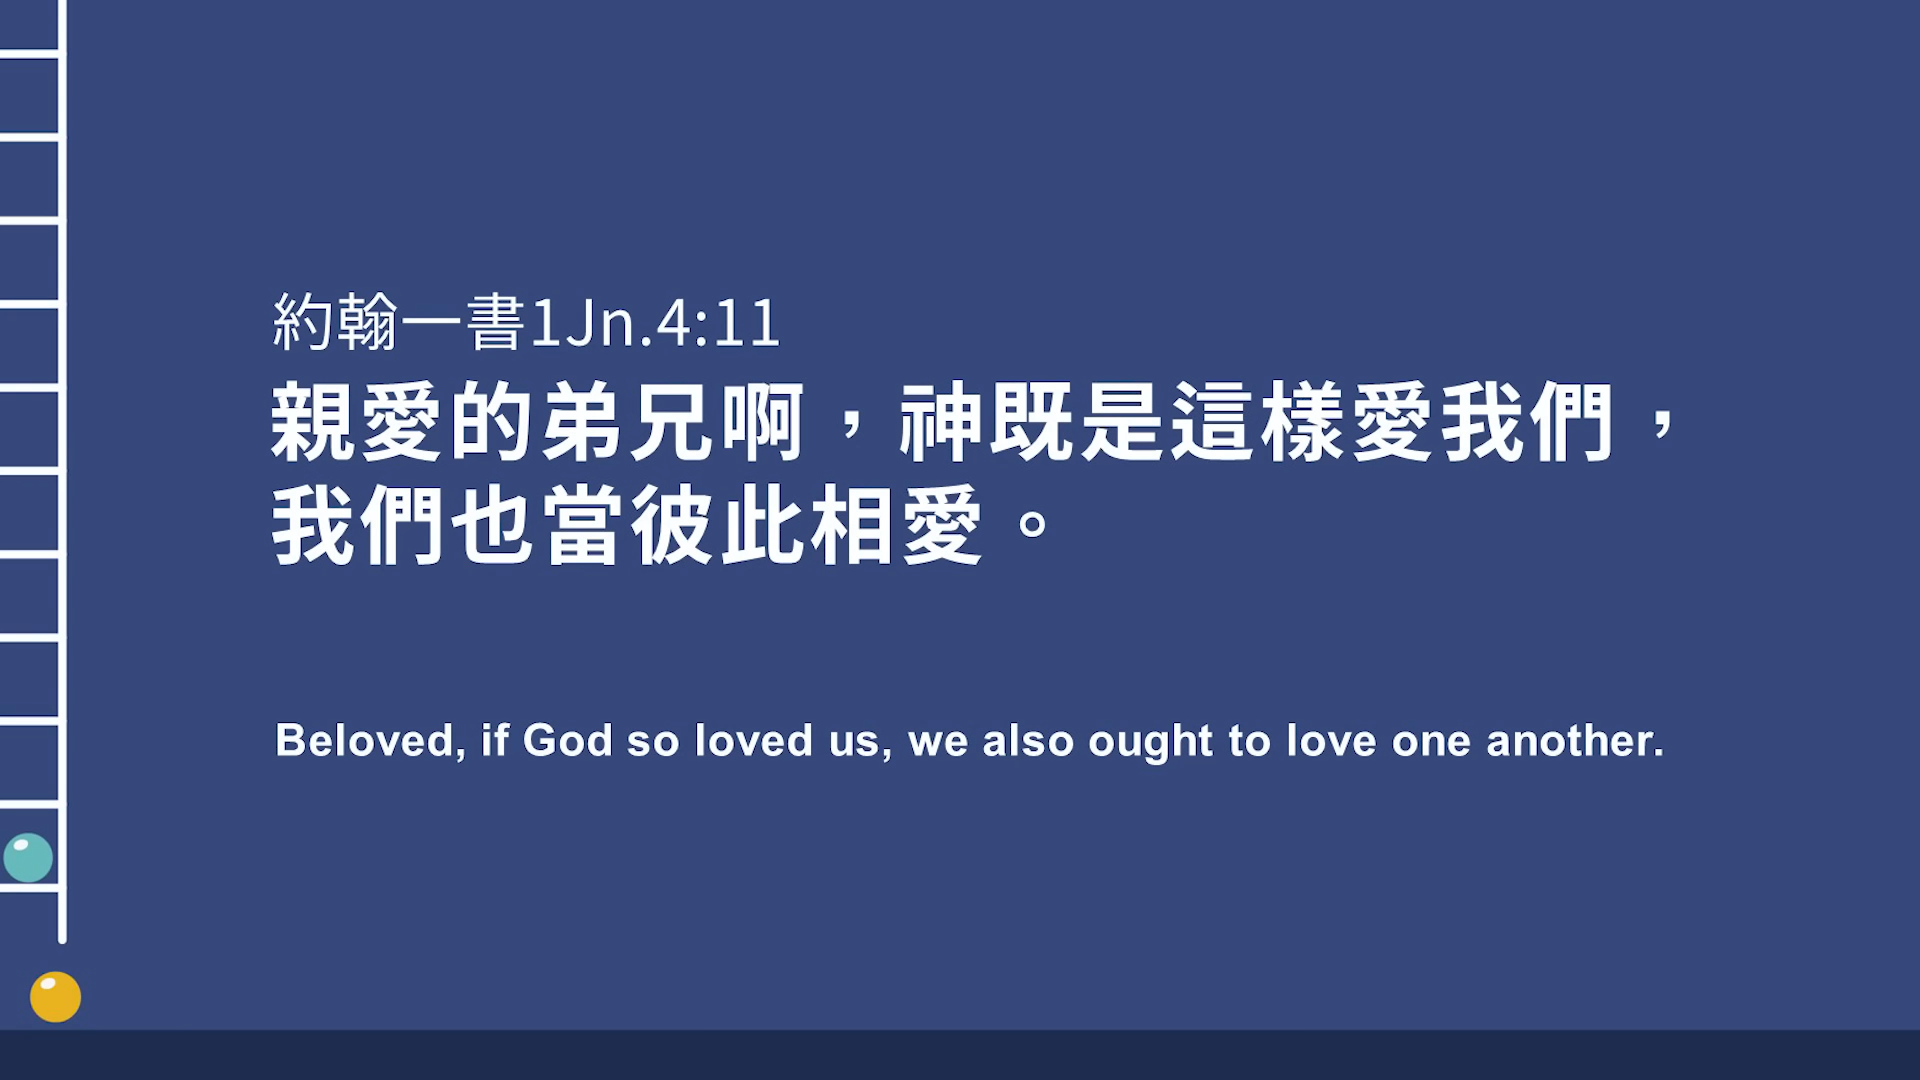 約翰一書1Jn.4:11
親愛的弟兄啊，神既是這樣愛我們，
我們也當彼此相愛。
Beloved, if God so loved us, we also ought to love one another.